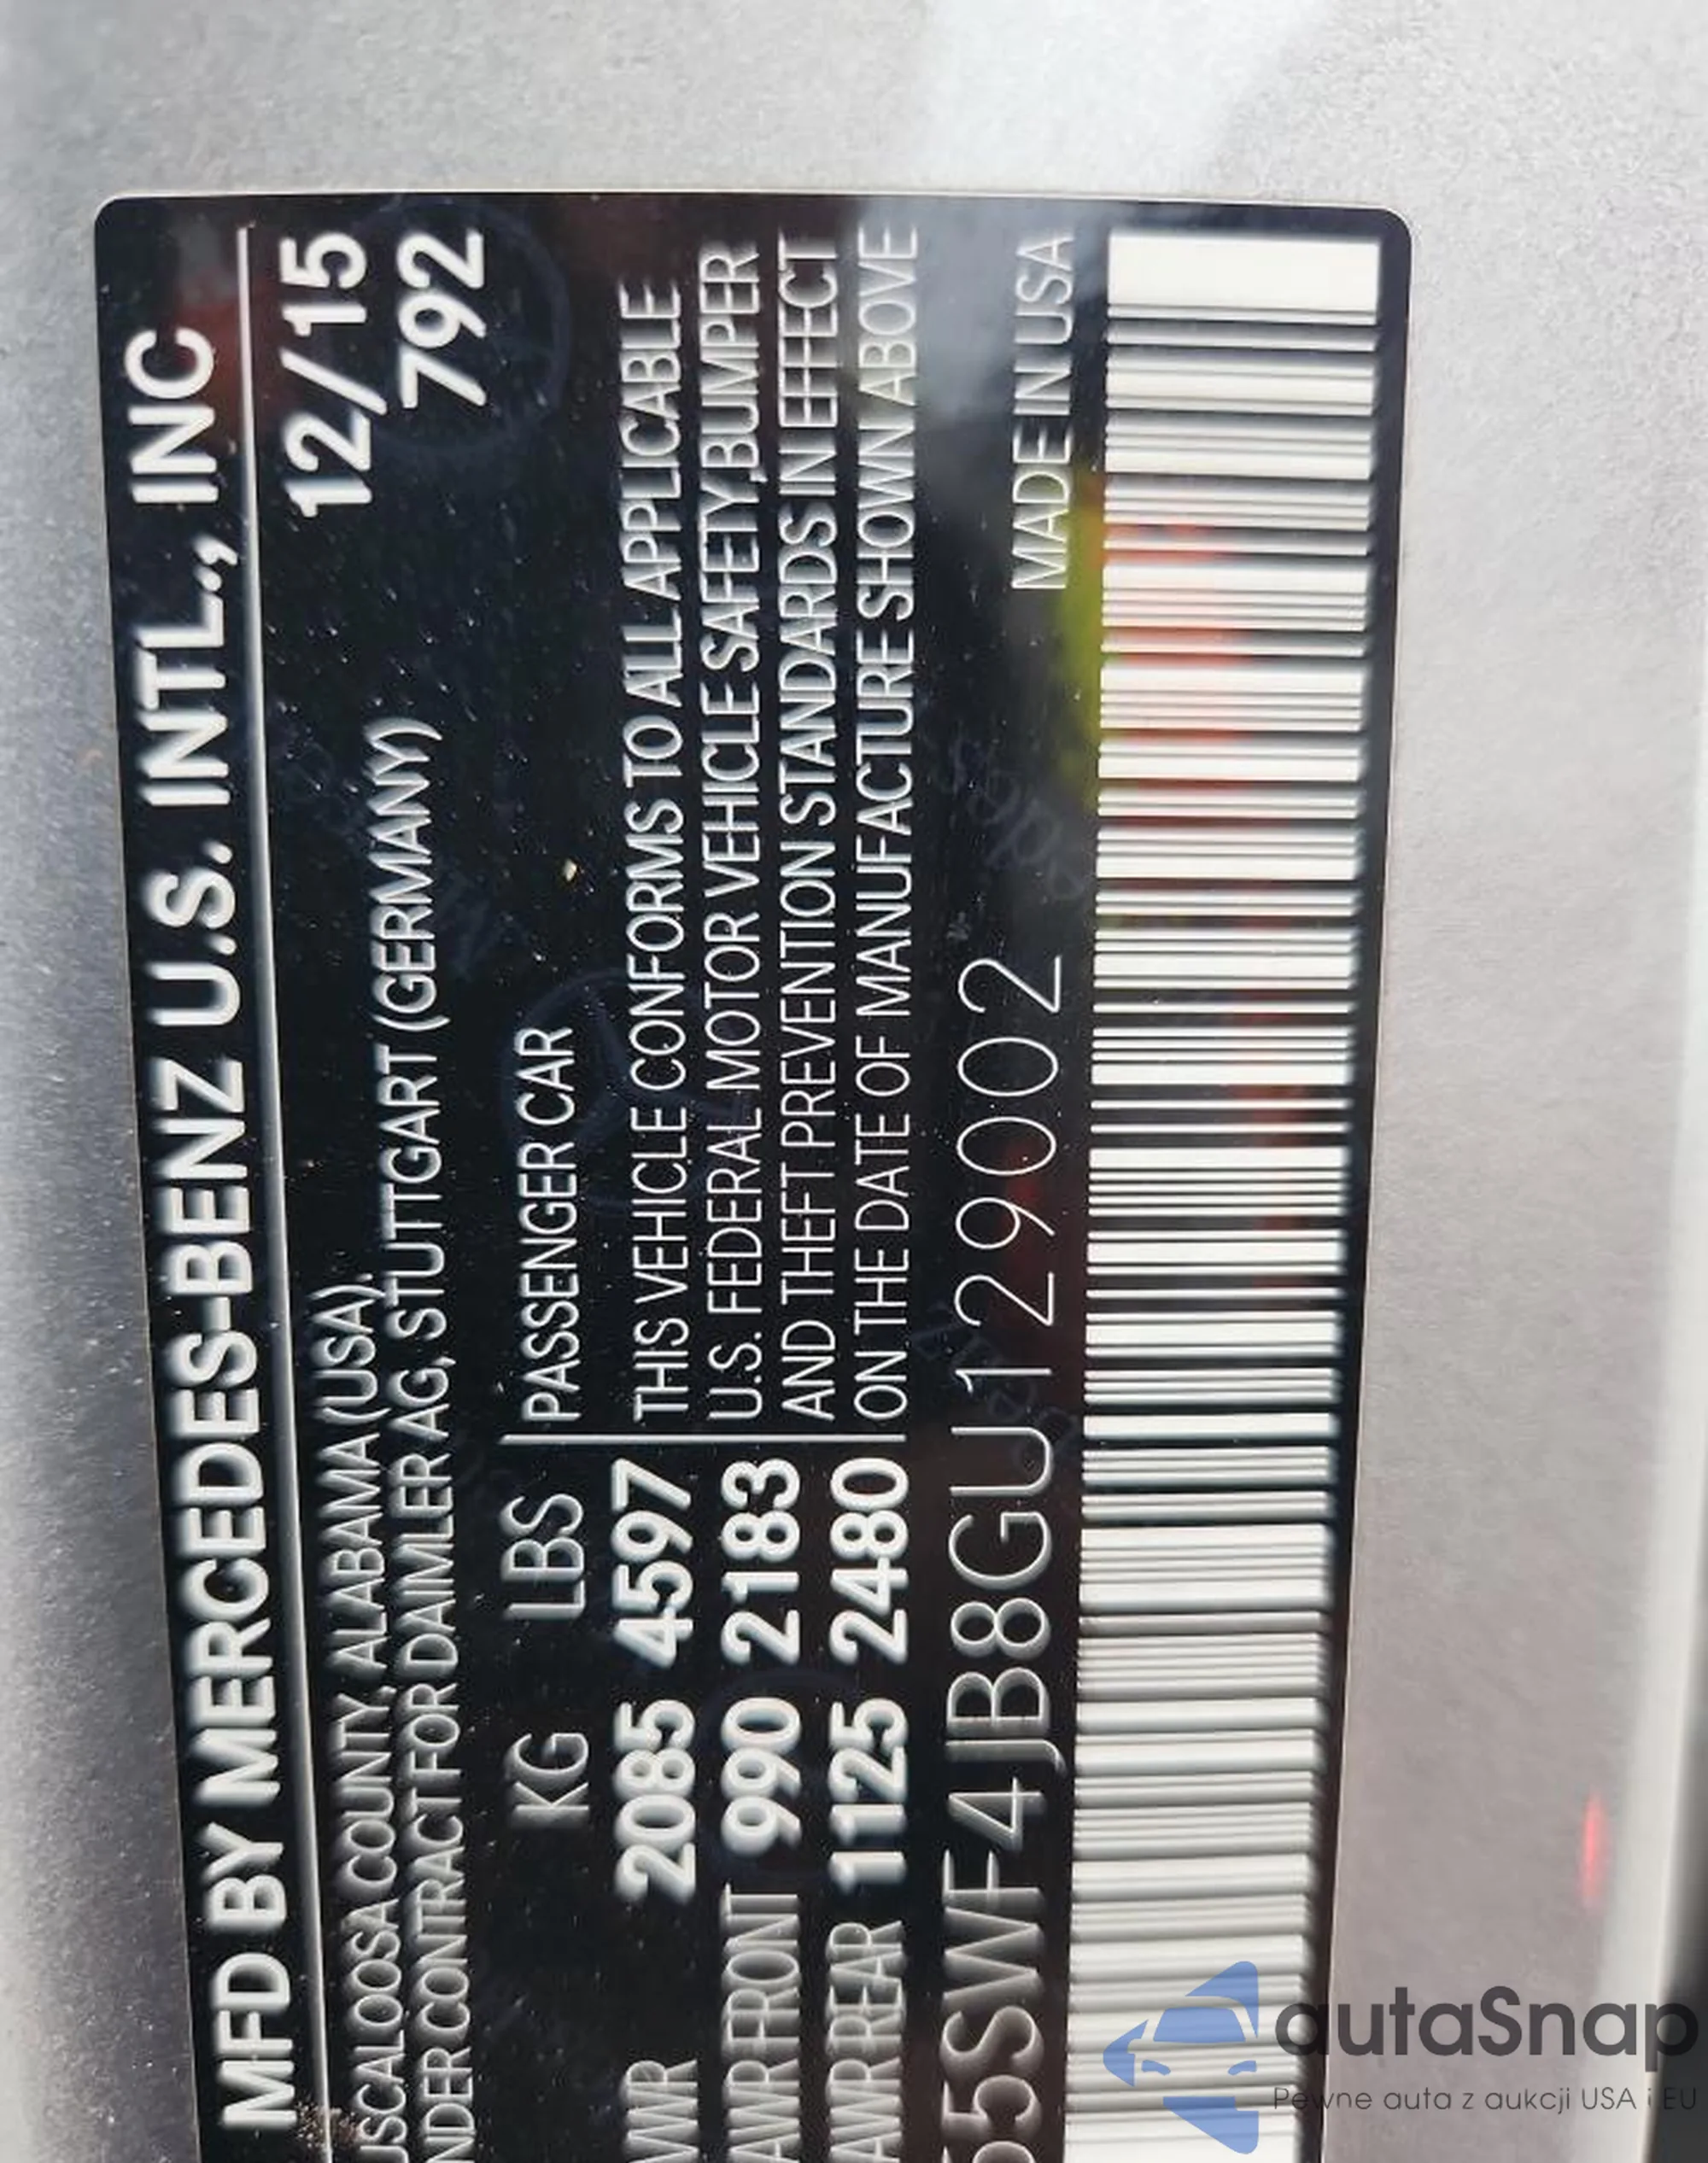 MFD BY MERCEDES-BENZ U.S. INTL., INC
USCALOOSA COUNTY, ALABAMA (USA), 12/15
NDER CONTRACT FOR DAIMLER AG, STUTTGART (GERMANY) 792
KG LBS PASSENGER CAR
WR 2085 4597 THIS VEHICLE CONFORMS TO ALL APPLICABLE
AWR FRONT 990 2183 U.S. FEDERAL MOTOR VEHICLE SAFETY,BUMPER
AND THEFT PREVENTION STANDARDS IN EFFECT
AWR REAR 1125 2480 ON THE DATE OF MANUFACTURE SHOWN ABOVE
55SWF4JB8GU129002 MADE IN USA
autaSnap
Pewne auta z aukcji USA i EU